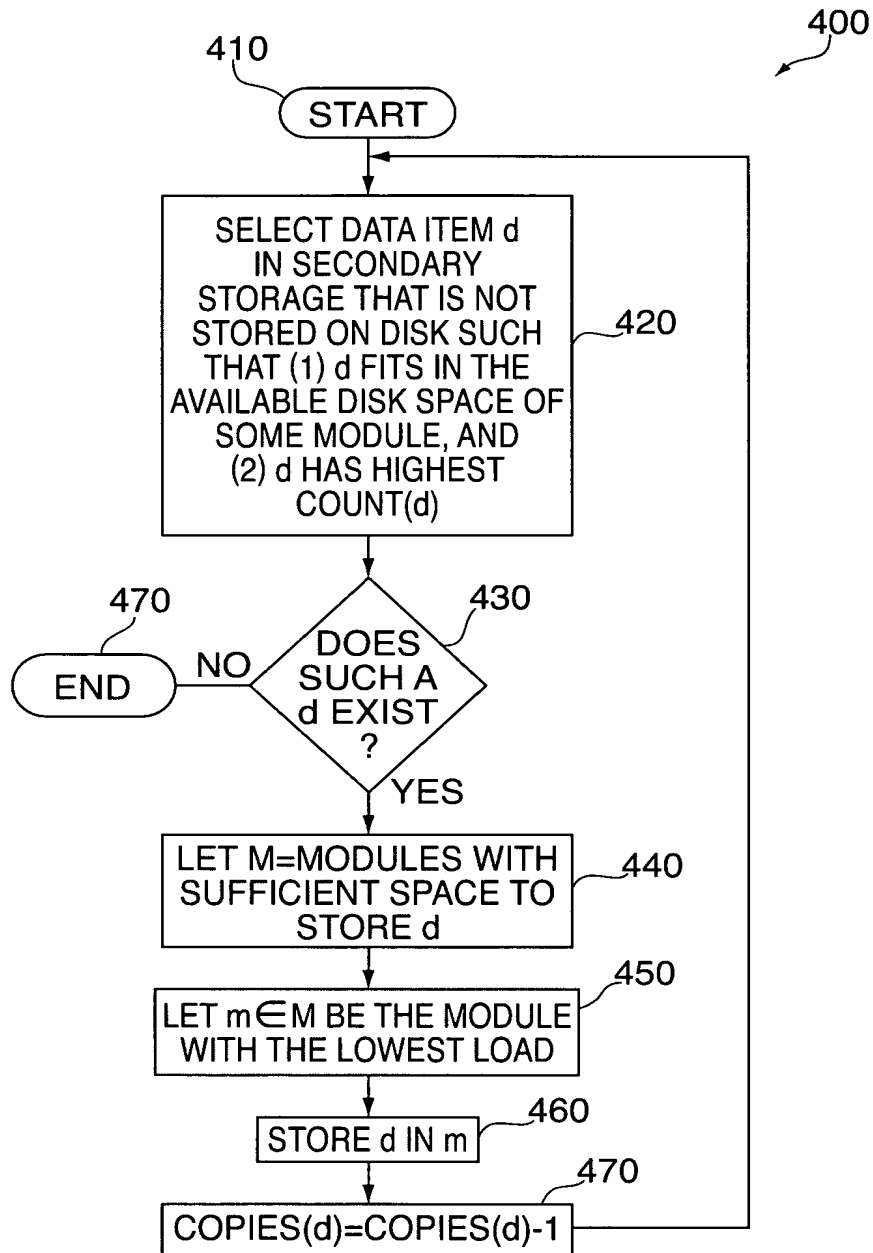 400
410
START
SELECT DATA ITEM d
IN SECONDARY
STORAGE THAT IS NOT
STORED ON DISK SUCH
THAT (1) d FITS IN THE
AVAILABLE DISK SPACE OF
SOME MODULE, AND
(2) d HAS HIGHEST
COUNT(d)
420
470
END
NO
430
DOES
SUCH A
d EXIST
?
YES
LET M=MODULES WITH
SUFFICIENT SPACE TO
STORE d
440
450
LET m∈M BE THE MODULE
WITH THE LOWEST LOAD
460
STORE d IN m
470
COPIES(d)=COPIES(d)-1